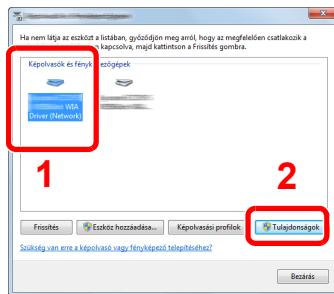 Ha nem látja az eszközt a listában, győződjön meg arról, hogy az megfelelően csatlakozik a
kapcsolva, majd kattintson a Frissítés gombra.
Képolvasók és fényk ezőgépek
WIA
Driver (Network)
1
2
Frissítés
Eszköz hozzáadása...
Képolvasási profilok
Tulajdonságok
Szükség van erre a képolvasó vagy fényképező telepítéséhez?
Bezárás